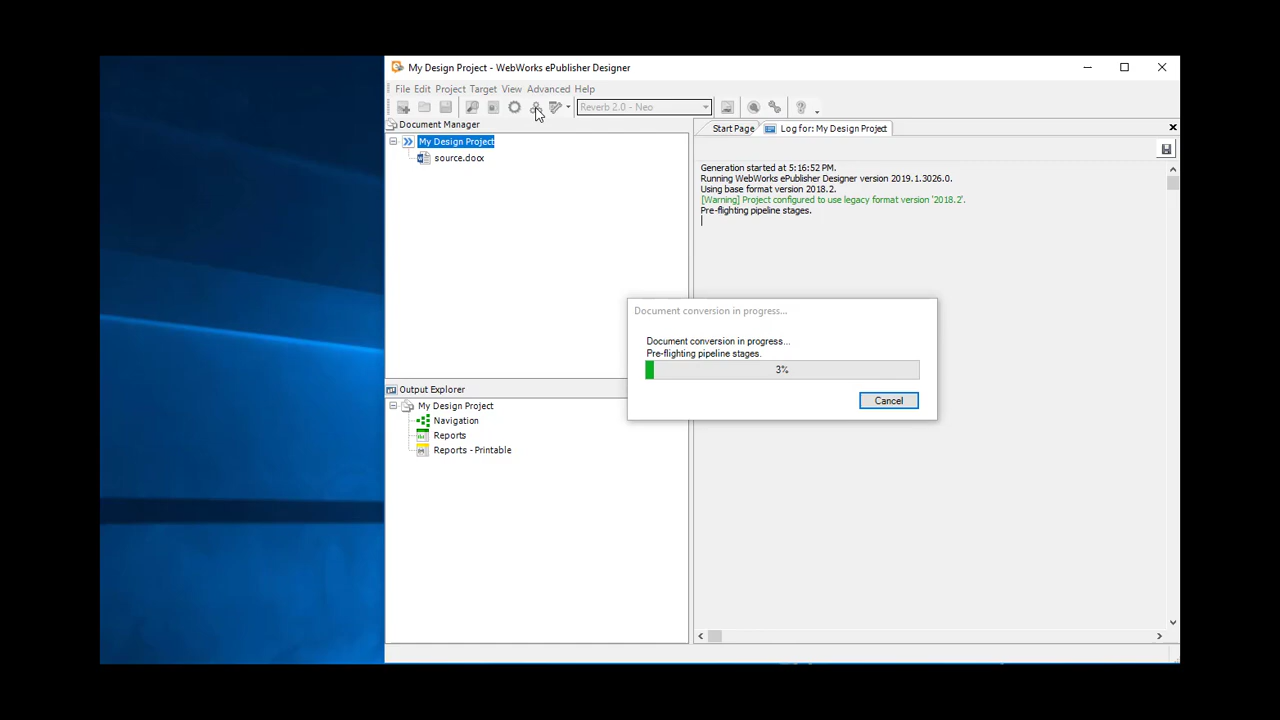 My Design Project - WebWorks ePublisher Designer
File Edit Project Target View Advanced Help
Reverb 2.0 - Neo
Document Manager
My Design Project
source.docx
Start Page
Log for: My Design Project
Generation started at 5:16:52 PM.
Running WebWorks ePublisher Designer version 2019.1.3026.0.
Using base format version 2018.2.
[Warning] Project configured to use legacy format version '2018.2'.
Pre-flighting pipeline stages.
Document conversion in progress...
Document conversion in progress...
Pre-flighting pipeline stages.
3%
Cancel
Output Explorer
My Design Project
Navigation
Reports
Reports - Printable